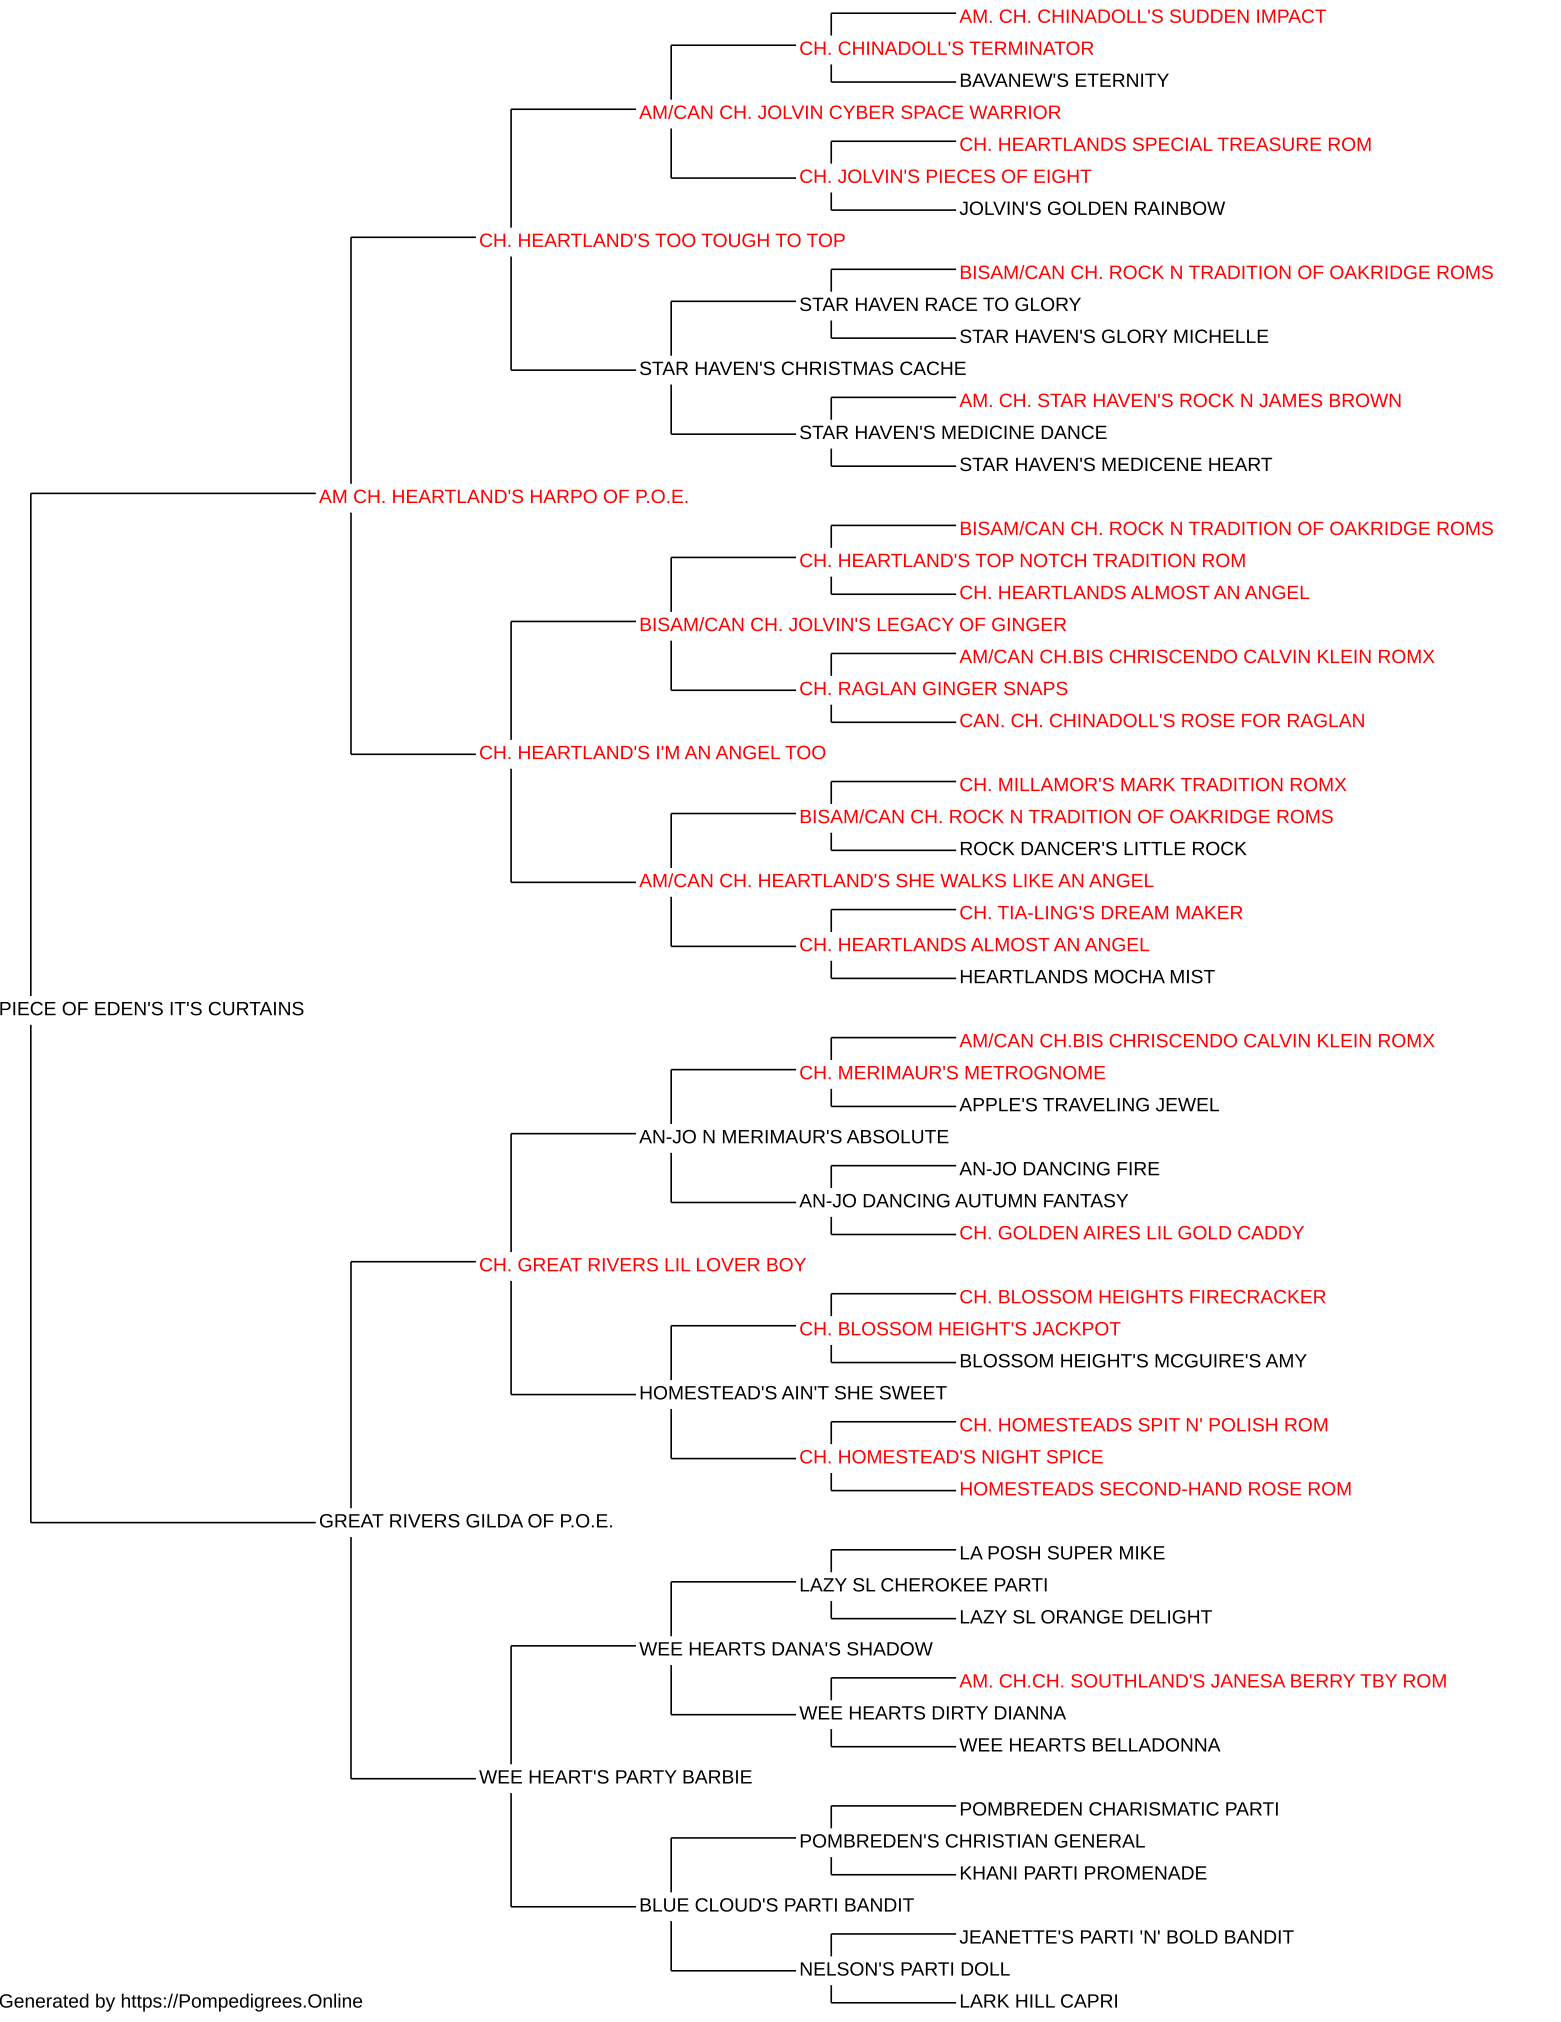 AM. CH. CHINADOLL'S SUDDEN IMPACT
CH. CHINADOLL'S TERMINATOR
BAVANEW'S ETERNITY
AM/CAN CH. JOLVIN CYBER SPACE WARRIOR
CH. HEARTLANDS SPECIAL TREASURE ROM
CH. JOLVIN'S PIECES OF EIGHT
JOLVIN'S GOLDEN RAINBOW
CH. HEARTLAND'S TOO TOUGH TO TOP
BISAM/CAN CH. ROCK N TRADITION OF OAKRIDGE ROMS
STAR HAVEN RACE TO GLORY
STAR HAVEN'S GLORY MICHELLE
STAR HAVEN'S CHRISTMAS CACHE
AM. CH. STAR HAVEN'S ROCK N JAMES BROWN
STAR HAVEN'S MEDICINE DANCE
STAR HAVEN'S MEDICENE HEART
AM CH. HEARTLAND'S HARPO OF P.O.E.
BISAM/CAN CH. ROCK N TRADITION OF OAKRIDGE ROMS
CH. HEARTLAND'S TOP NOTCH TRADITION ROM
CH. HEARTLANDS ALMOST AN ANGEL
BISAM/CAN CH. JOLVIN'S LEGACY OF GINGER
AM/CAN CH.BIS CHRISCENDO CALVIN KLEIN ROMX
CH. RAGLAN GINGER SNAPS
CAN. CH. CHINADOLL'S ROSE FOR RAGLAN
CH. HEARTLAND'S I'M AN ANGEL TOO
CH. MILLAMOR'S MARK TRADITION ROMX
BISAM/CAN CH. ROCK N TRADITION OF OAKRIDGE ROMS
ROCK DANCER'S LITTLE ROCK
AM/CAN CH. HEARTLAND'S SHE WALKS LIKE AN ANGEL
CH. TIA-LING'S DREAM MAKER
CH. HEARTLANDS ALMOST AN ANGEL
HEARTLANDS MOCHA MIST
PIECE OF EDEN'S IT'S CURTAINS
AM/CAN CH.BIS CHRISCENDO CALVIN KLEIN ROMX
CH. MERIMAUR'S METROGNOME
APPLE'S TRAVELING JEWEL
AN-JO N MERIMAUR'S ABSOLUTE
AN-JO DANCING FIRE
AN-JO DANCING AUTUMN FANTASY
CH. GOLDEN AIRES LIL GOLD CADDY
CH. GREAT RIVERS LIL LOVER BOY
CH. BLOSSOM HEIGHTS FIRECRACKER
CH. BLOSSOM HEIGHT'S JACKPOT
BLOSSOM HEIGHT'S MCGUIRE'S AMY
HOMESTEAD'S AIN'T SHE SWEET
CH. HOMESTEADS SPIT N' POLISH ROM
CH. HOMESTEAD'S NIGHT SPICE
HOMESTEADS SECOND-HAND ROSE ROM
GREAT RIVERS GILDA OF P.O.E.
LA POSH SUPER MIKE
LAZY SL CHEROKEE PARTI
LAZY SL ORANGE DELIGHT
WEE HEARTS DANA'S SHADOW
AM. CH.CH. SOUTHLAND'S JANESA BERRY TBY ROM
WEE HEARTS DIRTY DIANNA
WEE HEARTS BELLADONNA
WEE HEART'S PARTY BARBIE
POMBREDEN CHARISMATIC PARTI
POMBREDEN'S CHRISTIAN GENERAL
KHANI PARTI PROMENADE
BLUE CLOUD'S PARTI BANDIT
JEANETTE'S PARTI 'N' BOLD BANDIT
NELSON'S PARTI DOLL
LARK HILL CAPRI
Generated by https://Pompedigrees.Online